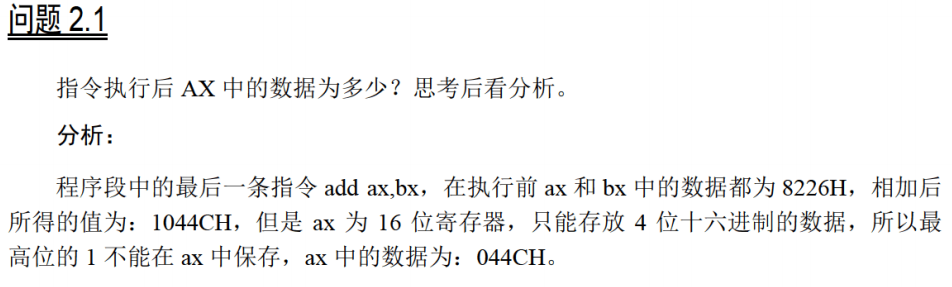 问题 2.1
指令执行后 AX 中的数据为多少？思考后看分析。
分析：
程序段中的最后一条指令 add ax,bx，在执行前 ax 和 bx 中的数据都为 8226H，相加后
所得的值为：1044CH，但是 ax 为 16 位寄存器，只能存放 4 位十六进制的数据，所以最
高位的 1 不能在 ax 中保存，ax 中的数据为：044CH。